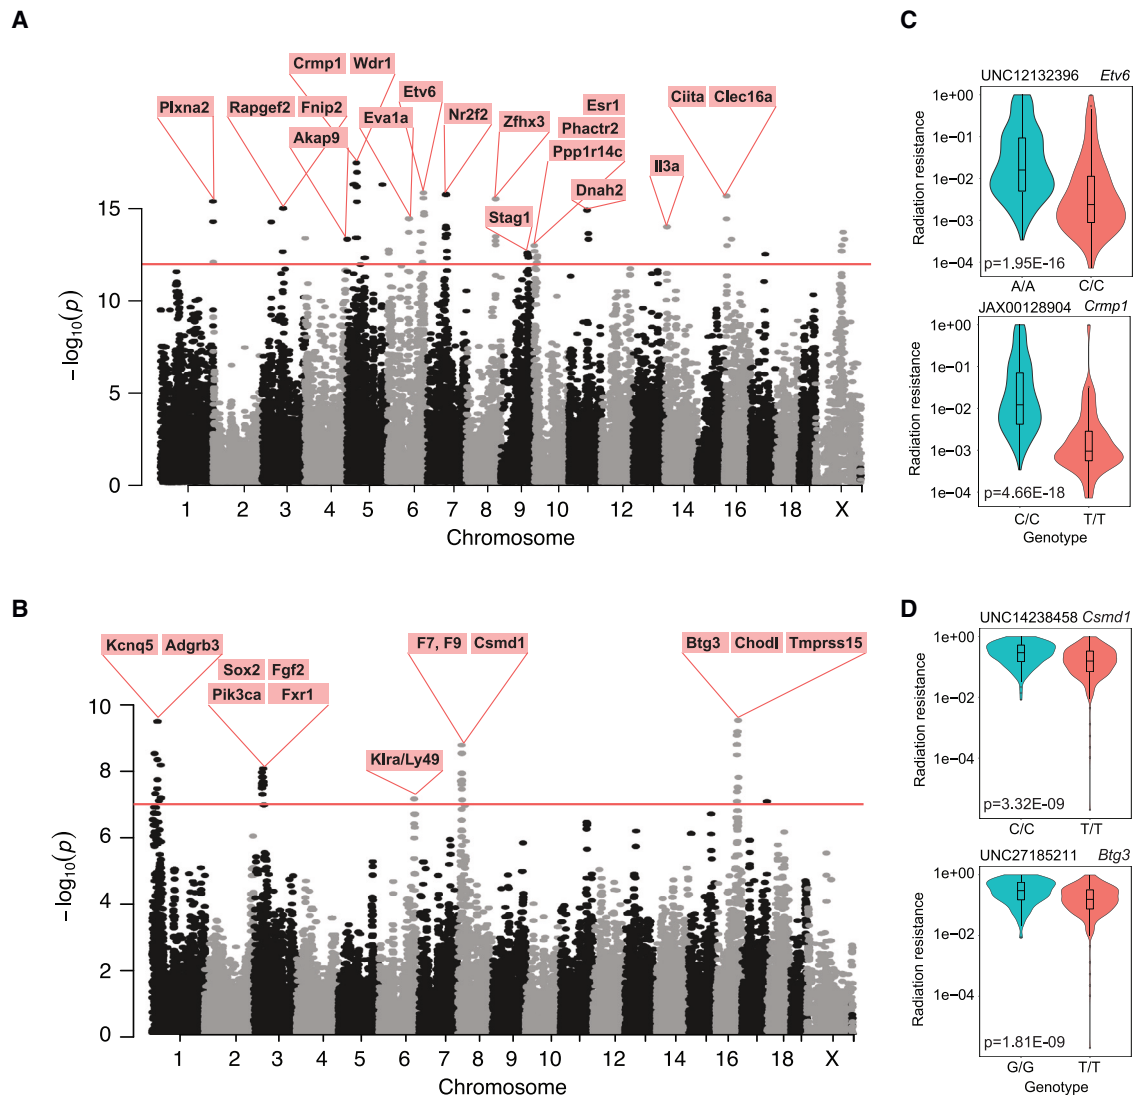 A
Crmp1 Wdr1
Plxna2 Rapgef2 Fnip2 Etv6
Akap9 Eva1a Nr2f2 Zfhx3 Esr1
Phactr2
Ppp1r14c
Stag1 Dnah2
Il3a
Ciita Clec16a
15
10
5
0
−log10(p)
1 2 3 4 5 6 7 8 9 10 12 14 16 18 X
Chromosome
B
Kcnq5 Adgrb3
Sox2 Fgf2
Pik3ca Fxr1
Klra/Ly49
F7, F9 Csmd1
Btg3 Chodl Tmprss15
10
8
6
4
2
0
−log10(p)
1 2 3 4 5 6 7 8 9 10 12 14 16 18 X
Chromosome
C
UNC12132396 Etv6
Radiation resistance
1e+00
1e−01
1e−02
1e−03
1e−04
p=1.95E-16
A/A C/C
JAX00128904 Crmp1
Radiation resistance
1e+00
1e−01
1e−02
1e−03
1e−04
p=4.66E-18
C/C T/T
Genotype
D
UNC14238458 Csmd1
Radiation resistance
1e+00
1e−02
1e−04
p=3.32E-09
C/C T/T
UNC27185211 Btg3
Radiation resistance
1e+00
1e−02
1e−04
p=1.81E-09
G/G T/T
Genotype